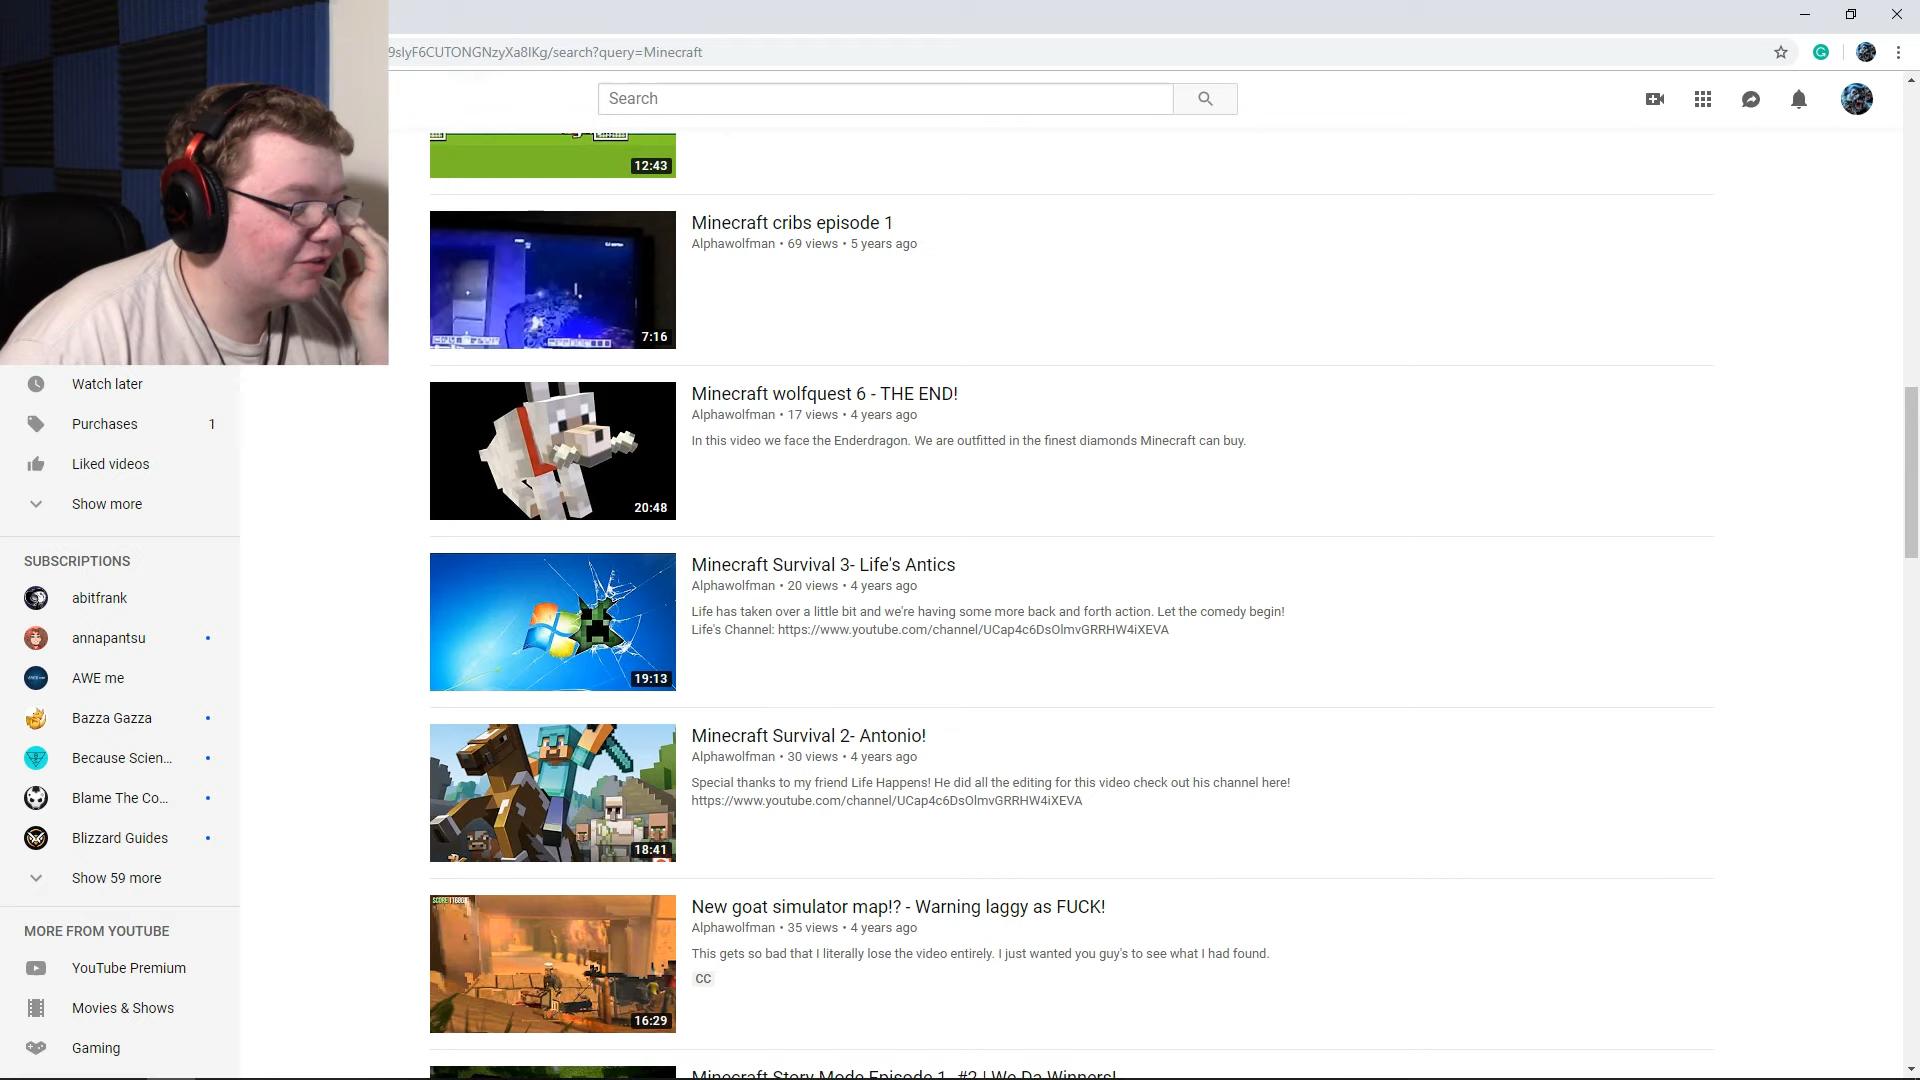 9slyF6CUTONGNzyXa8lKg/search?query=Minecraft
Search
12:43
Minecraft cribs episode 1
Alphawolfman • 69 views • 5 years ago
7:16
Watch later
Purchases 1
Liked videos
Show more
Minecraft wolfquest 6 - THE END!
Alphawolfman • 17 views • 4 years ago
In this video we face the Enderdragon. We are outfitted in the finest diamonds Minecraft can buy.
20:48
SUBSCRIPTIONS
abitfrank
annapantsu
AWE me
Bazza Gazza
Because Scien...
Blame The Co...
Blizzard Guides
Show 59 more
Minecraft Survival 3- Life's Antics
Alphawolfman • 20 views • 4 years ago
Life has taken over a little bit and we're having some more back and forth action. Let the comedy begin!
Life's Channel: https://www.youtube.com/channel/UCap4c6DsOlmvGRRHW4iXEVA
19:13
Minecraft Survival 2- Antonio!
Alphawolfman • 30 views • 4 years ago
Special thanks to my friend Life Happens! He did all the editing for this video check out his channel here!
https://www.youtube.com/channel/UCap4c6DsOlmvGRRHW4iXEVA
18:41
MORE FROM YOUTUBE
YouTube Premium
Movies & Shows
Gaming
New goat simulator map!? - Warning laggy as FUCK!
Alphawolfman • 35 views • 4 years ago
This gets so bad that I literally lose the video entirely. I just wanted you guy's to see what I had found.
CC
16:29
Minecraft Story Mode Episode 1 #2 | We Da Winners!